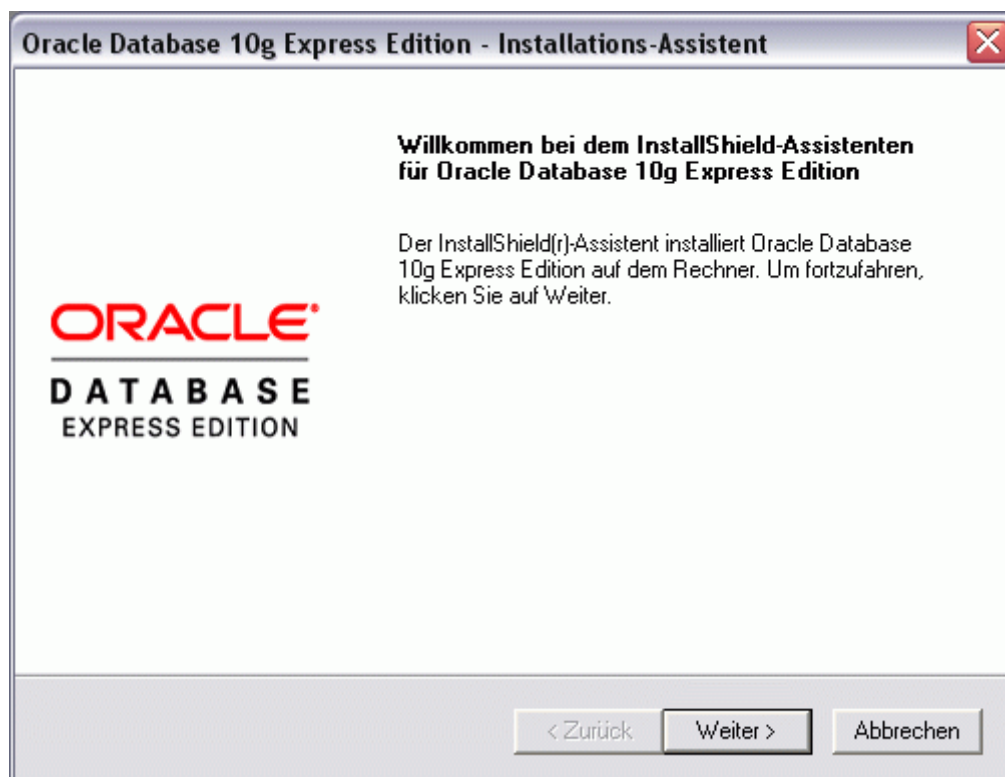 Oracle Database 10g Express Edition - Installations-Assistent
Willkommen bei dem InstallShield-Assistenten
für Oracle Database 10g Express Edition
Der InstallShield(r)-Assistent installiert Oracle Database
10g Express Edition auf dem Rechner. Um fortzufahren,
klicken Sie auf Weiter.
ORACLE®
DATABASE
EXPRESS EDITION
< Zurück
Weiter >
Abbrechen